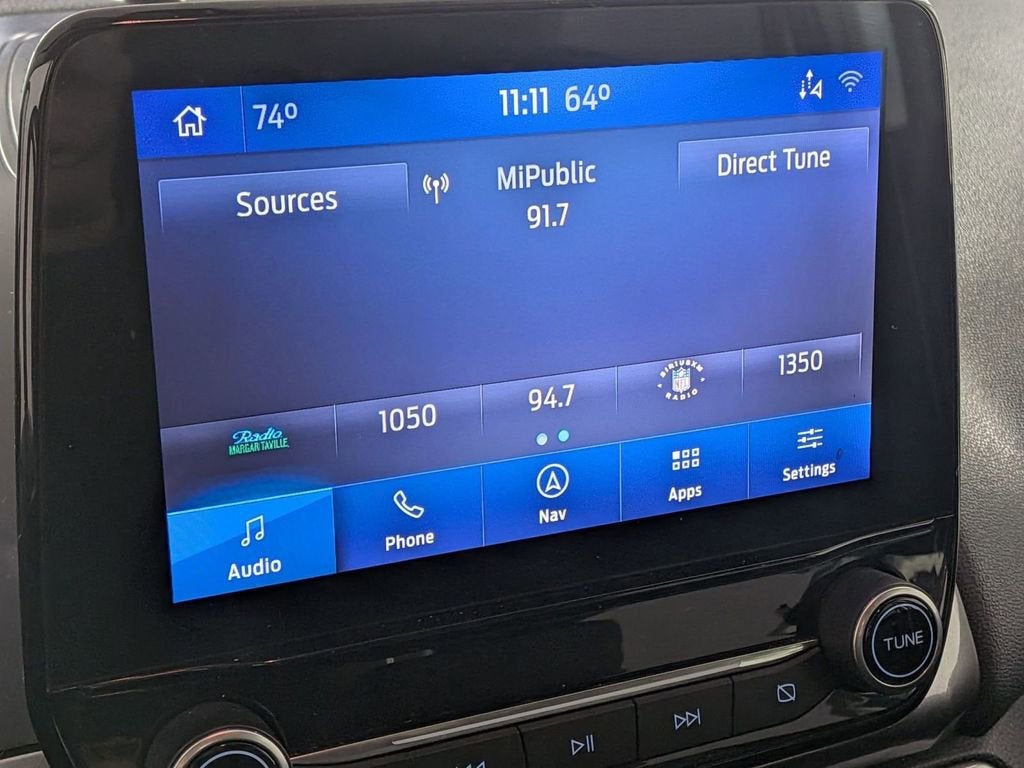 74° 11:11 64°
Sources
MiPublic
91.7
Direct Tune
Radio
MARGARITAVILLE
1050
94.7
SIRIUSXM
NFL
RADIO
1350
Audio
Phone
Nav
Apps
Settings
TUNE